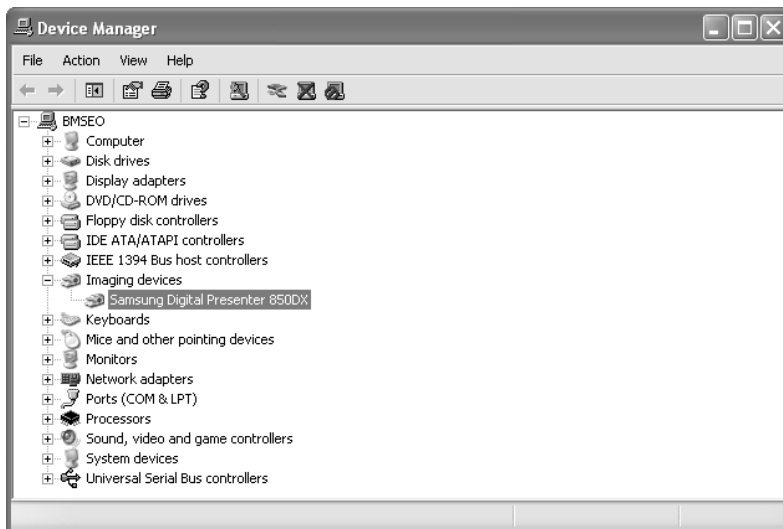 Device Manager
File Action View Help
BMSEO
Computer
Disk drives
Display adapters
DVD/CD-ROM drives
Floppy disk controllers
IDE ATA/ATAPI controllers
IEEE 1394 Bus host controllers
Imaging devices
Samsung Digital Presenter 850DX
Keyboards
Mice and other pointing devices
Monitors
Network adapters
Ports (COM & LPT)
Processors
Sound, video and game controllers
System devices
Universal Serial Bus controllers